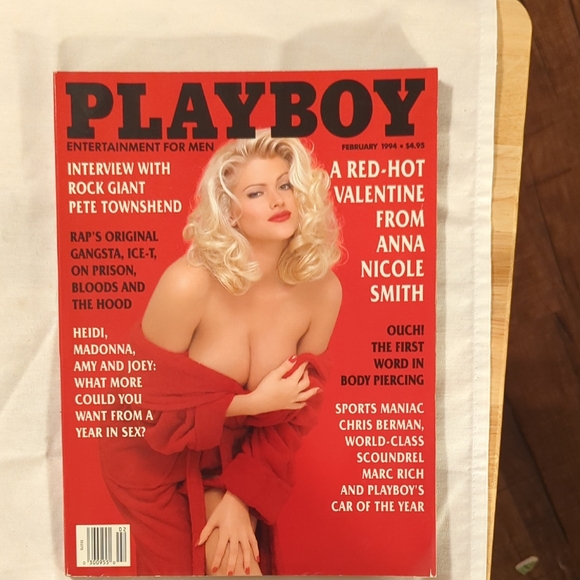 PLAYBOY
ENTERTAINMENT FOR MEN
FEBRUARY 1994 • $4.95
INTERVIEW WITH
ROCK GIANT
PETE TOWNSHEND
RAP'S ORIGINAL
GANGSTA, ICE-T,
ON PRISON,
BLOODS AND
THE HOOD
HEIDI,
MADONNA,
AMY AND JOEY:
WHAT MORE
COULD YOU
WANT FROM A
YEAR IN SEX?
A RED-HOT
VALENTINE
FROM
ANNA
NICOLE
SMITH
OUCH!
THE FIRST
WORD IN
BODY PIERCING
SPORTS MANIAC
CHRIS BERMAN,
WORLD-CLASS
SCOUNDREL
MARC RICH
AND PLAYBOY'S
CAR OF THE YEAR
02